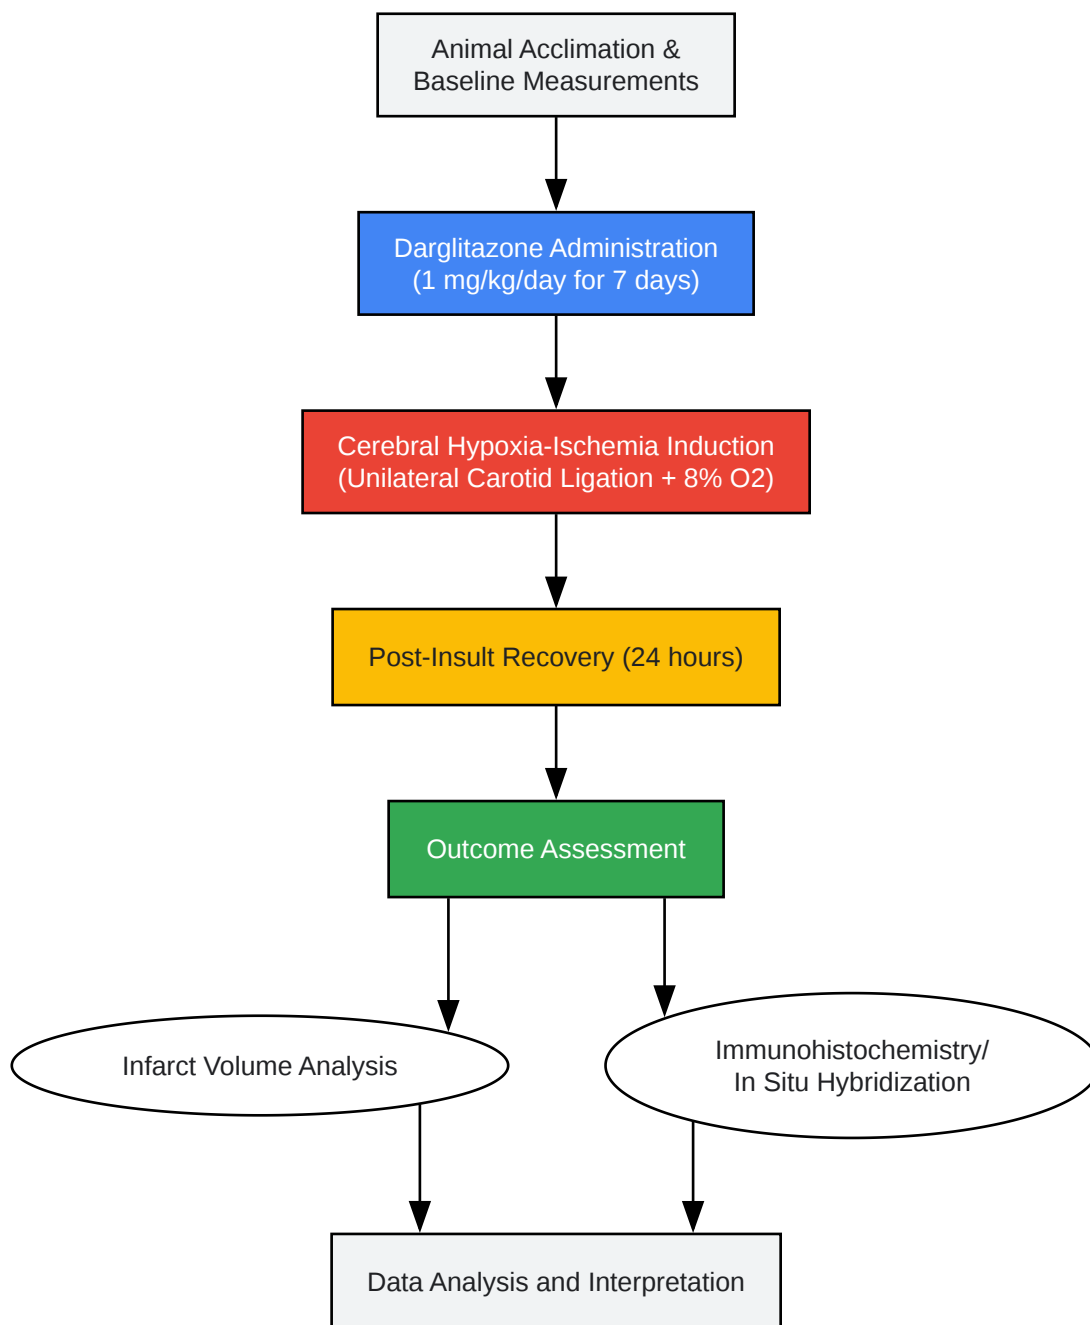 Animal Acclimation &
Baseline Measurements
Darglitazone Administration
(1 mg/kg/day for 7 days)
Cerebral Hypoxia-Ischemia Induction
(Unilateral Carotid Ligation + 8% O2)
Post-Insult Recovery (24 hours)
Outcome Assessment
Infarct Volume Analysis
Immunohistochemistry/
In Situ Hybridization
Data Analysis and Interpretation